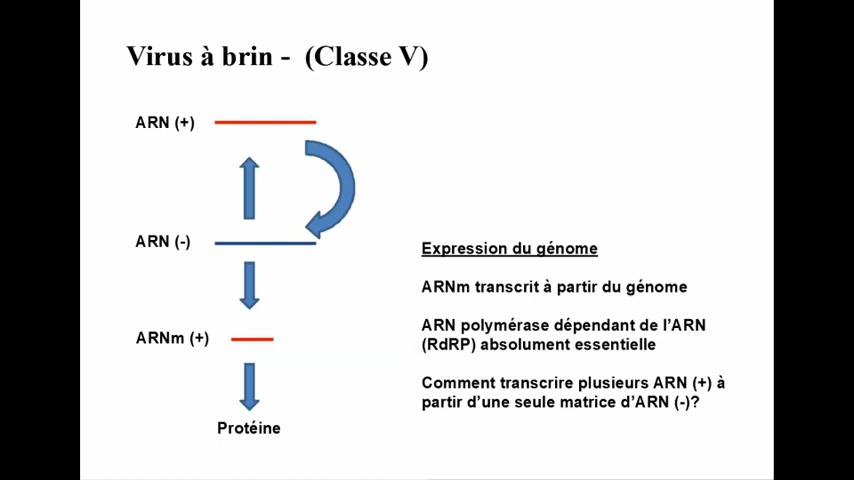 Virus à brin -  (Classe V)
ARN (+)
ARN (-)
ARNm (+)
Protéine
Expression du génome
ARNm transcrit à partir du génome
ARN polymérase dépendant de l'ARN
(RdRP) absolument essentielle
Comment transcrire plusieurs ARN (+) à
partir d'une seule matrice d'ARN (-)?